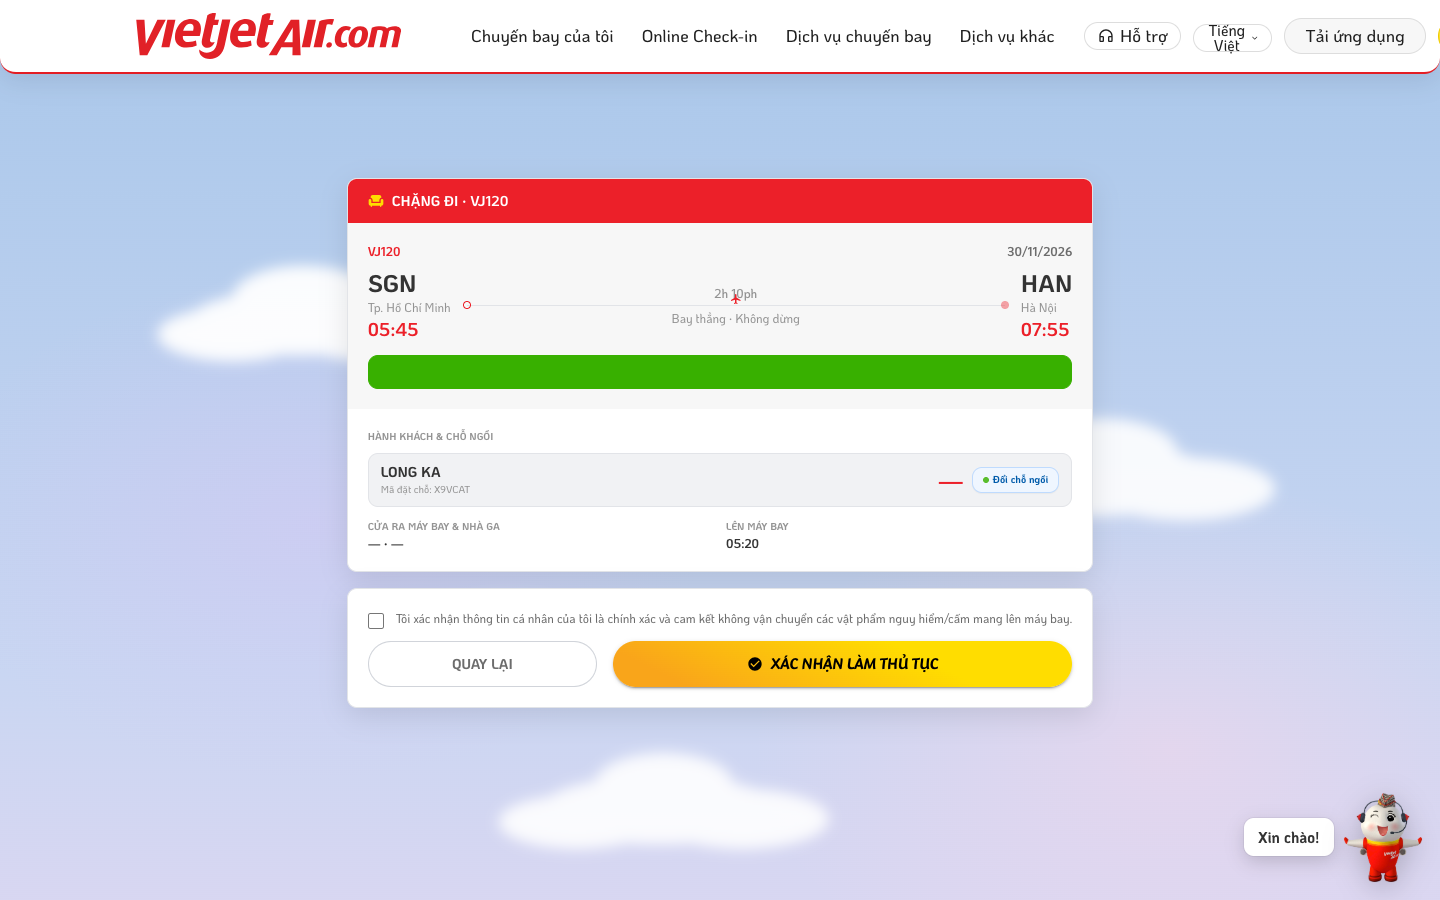 vietjetAir.com
Chuyến bay của tôi
Online Check-in
Dịch vụ chuyến bay
Dịch vụ khác
Hỗ trợ
Tiếng Việt
Tải ứng dụng
CHẶNG ĐI · VJ120
VJ120
30/11/2026
SGN
Tp. Hồ Chí Minh
05:45
2h 10ph
Bay thẳng · Không dừng
HAN
Hà Nội
07:55
HÀNH KHÁCH & CHỖ NGỒI
LONG KA
Mã đặt chỗ: X9VCAT
—
Đổi chỗ ngồi
CỬA RA MÁY BAY & NHÀ GA
— · —
LÊN MÁY BAY
05:20
Tôi xác nhận thông tin cá nhân của tôi là chính xác và cam kết không vận chuyển các vật phẩm nguy hiểm/cấm mang lên máy bay.
QUAY LẠI
XÁC NHẬN LÀM THỦ TỤC
Xin chào!